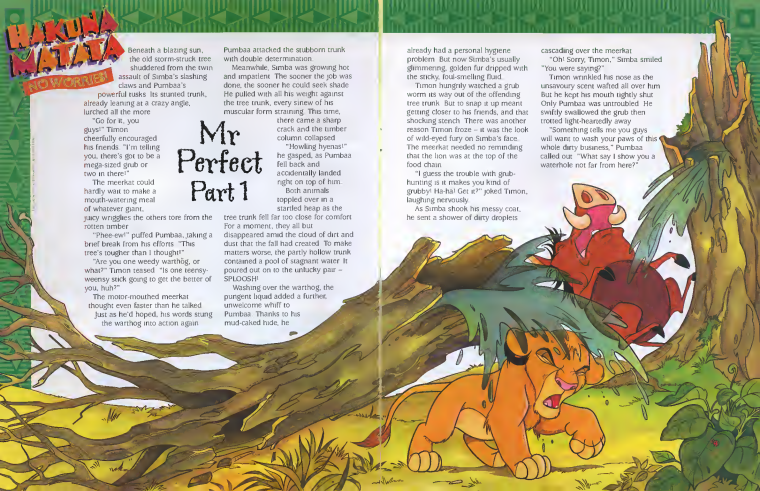 HAKUNA
MATATA
NO WORRIES!
Beneath a blazing sun,
the old storm-struck tree
shuddered from the twin
assault of Simba's slashing
claws and Pumbaa's
powerful tusks. Its stunted trunk,
already leaning at a crazy angle,
lurched all the more.
"Go for it, you
guys!" Timon
cheerfully encouraged
his friends. "I'm telling
you, there's got to be a
mega-sized grub or
two in there!"
The meerkat could
hardly wait to make a
mouth-watering meal
of whatever giant,
juicy wrigglies the others tore from the
rotten timber.
"Phee-ew!" puffed Pumbaa, taking a
brief break from his efforts. "This
tree's tougher than I thought!"
"Are you one weedy warthog, or
what?" Timon teased. "Is one teensy-
weensy stick going to get the better of
you, huh?"
The motor-mouthed meerkat
thought even faster than he talked.
Just as he'd hoped, his words stung
the warthog into action again.
Mr
Perfect
Part 1
Pumbaa attacked the stubborn trunk
with double determination.
Meanwhile, Simba was growing hot
and impatient. The sooner the job was
done, the sooner he could seek shade.
He pulled with all his weight against
the tree trunk, every sinew of his
muscular form straining. This time,
there came a sharp
crack and the timber
column collapsed.
"Howling hyenas!"
he gasped, as Pumbaa
fell back and
accidentally landed
right on top of him.
Both animals
toppled over in a
startled heap as the
tree trunk fell far too close for comfort.
For a moment, they all but
disappeared amid the cloud of dirt and
dust that the fall had created. To make
matters worse, the partly hollow trunk
contained a pool of stagnant water. It
poured out on to the unlucky pair –
SPLOOSH!
Washing over the warthog, the
pungent liquid added a further,
unwelcome whiff to
Pumbaa. Thanks to his
mud-caked hide, he
already had a personal hygiene
problem. But now Simba's usually
glimmering, golden fur dripped with
the sticky, foul-smelling fluid.
Timon hungrily watched a grub
worm its way out of the offending
tree trunk. But to snap it up meant
getting closer to his friends, and that
shocking stench. There was another
reason Timon froze – it was the look
of wild-eyed fury on Simba's face.
The meerkat needed no reminding
that the lion was at the top of the
food chain.
"I guess the trouble with grub-
hunting is it makes you kind of
grubby! Ha-ha! Get it?" joked Timon,
laughing nervously.
As Simba shook his messy coat,
he sent a shower of dirty droplets
cascading over the meerkat.
"Oh! Sorry, Timon," Simba smiled.
"You were saying?"
Timon wrinkled his nose as the
unsavoury scent wafted all over him.
But he kept his mouth tightly shut.
Only Pumbaa was untroubled. He
swiftly swallowed the grub then
trotted light-heartedly away.
"Something tells me you guys
will want to wash your paws of this
whole dirty business," Pumbaa
called out. "What say I show you a
waterhole not far from here?"